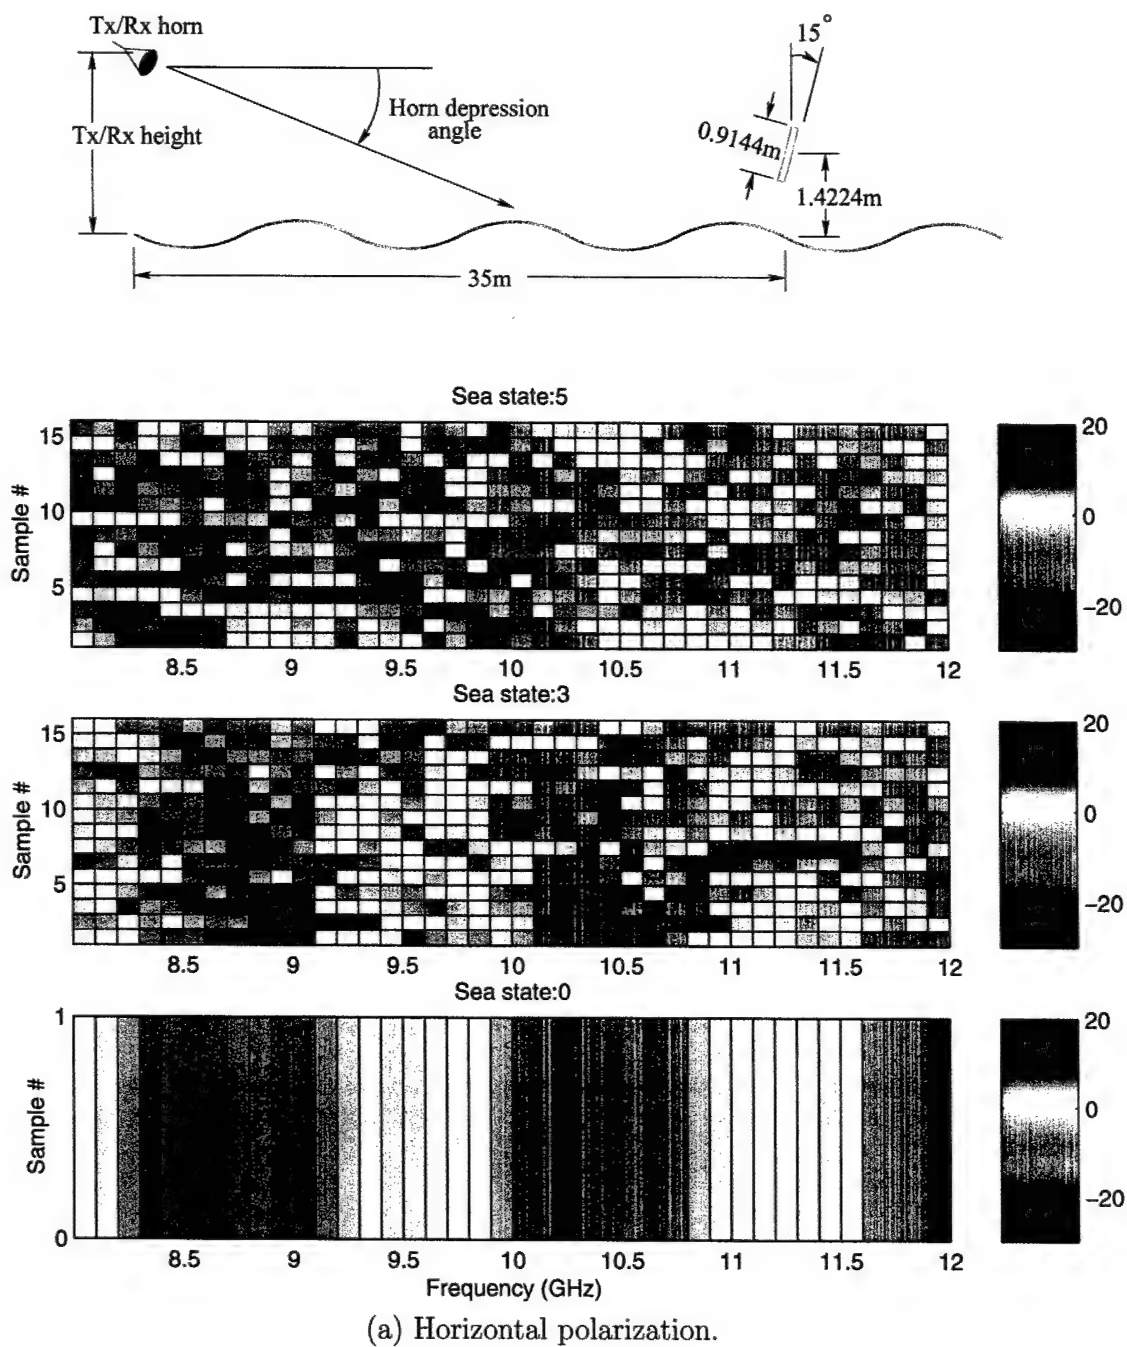 Tx/Rx horn
15°
Horn depression
angle
Tx/Rx height
0.9144m
1.4224m
35m
Sea state:5
15
10
5
Sample #
8.5 9 9.5 10 10.5 11 11.5 12
20
0
−20
Sea state:3
15
10
5
Sample #
8.5 9 9.5 10 10.5 11 11.5 12
20
0
−20
Sea state:0
1
0
Sample #
8.5 9 9.5 10 10.5 11 11.5 12
20
0
−20
Frequency (GHz)
(a) Horizontal polarization.